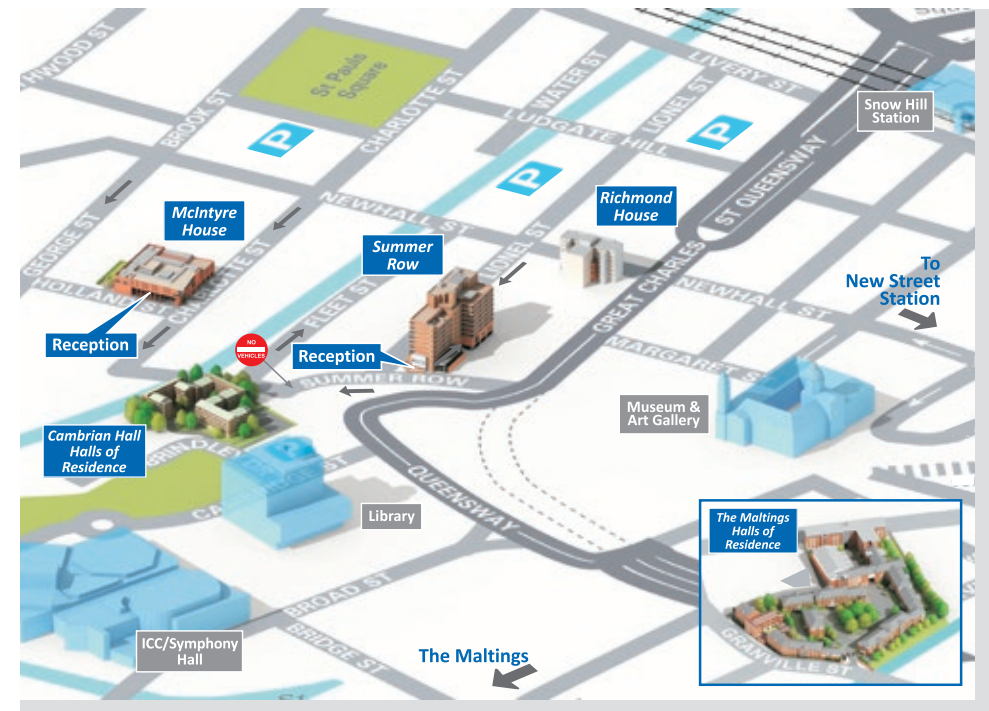 HWOOD ST
St Pauls
Square
BROOK ST
CHARLOTTE ST
WATER ST
LUDGATE HILL
LIVERY ST
LIONEL ST
Snow Hill
Station
P
P
P
ST QUEENSWAY
GREAT CHARLES
NEWHALL ST
NEWHALL ST
Richmond
House
McIntyre
House
Summer
Row
LIONEL ST
GEORGE ST
HOLLAND ST
CHARLOTTE ST
FLEET ST
To
New Street
Station
Reception
NO
VEHICLES
Reception
SUMMER ROW
MARGARET ST
Museum &
Art Gallery
Cambrian Hall
Halls of
Residence
P
QUEENSWAY
Library
The Maltings
Halls of
Residence
BROAD ST
BRIDGE ST
ICC/Symphony
Hall
The Maltings
GRANVILLE ST